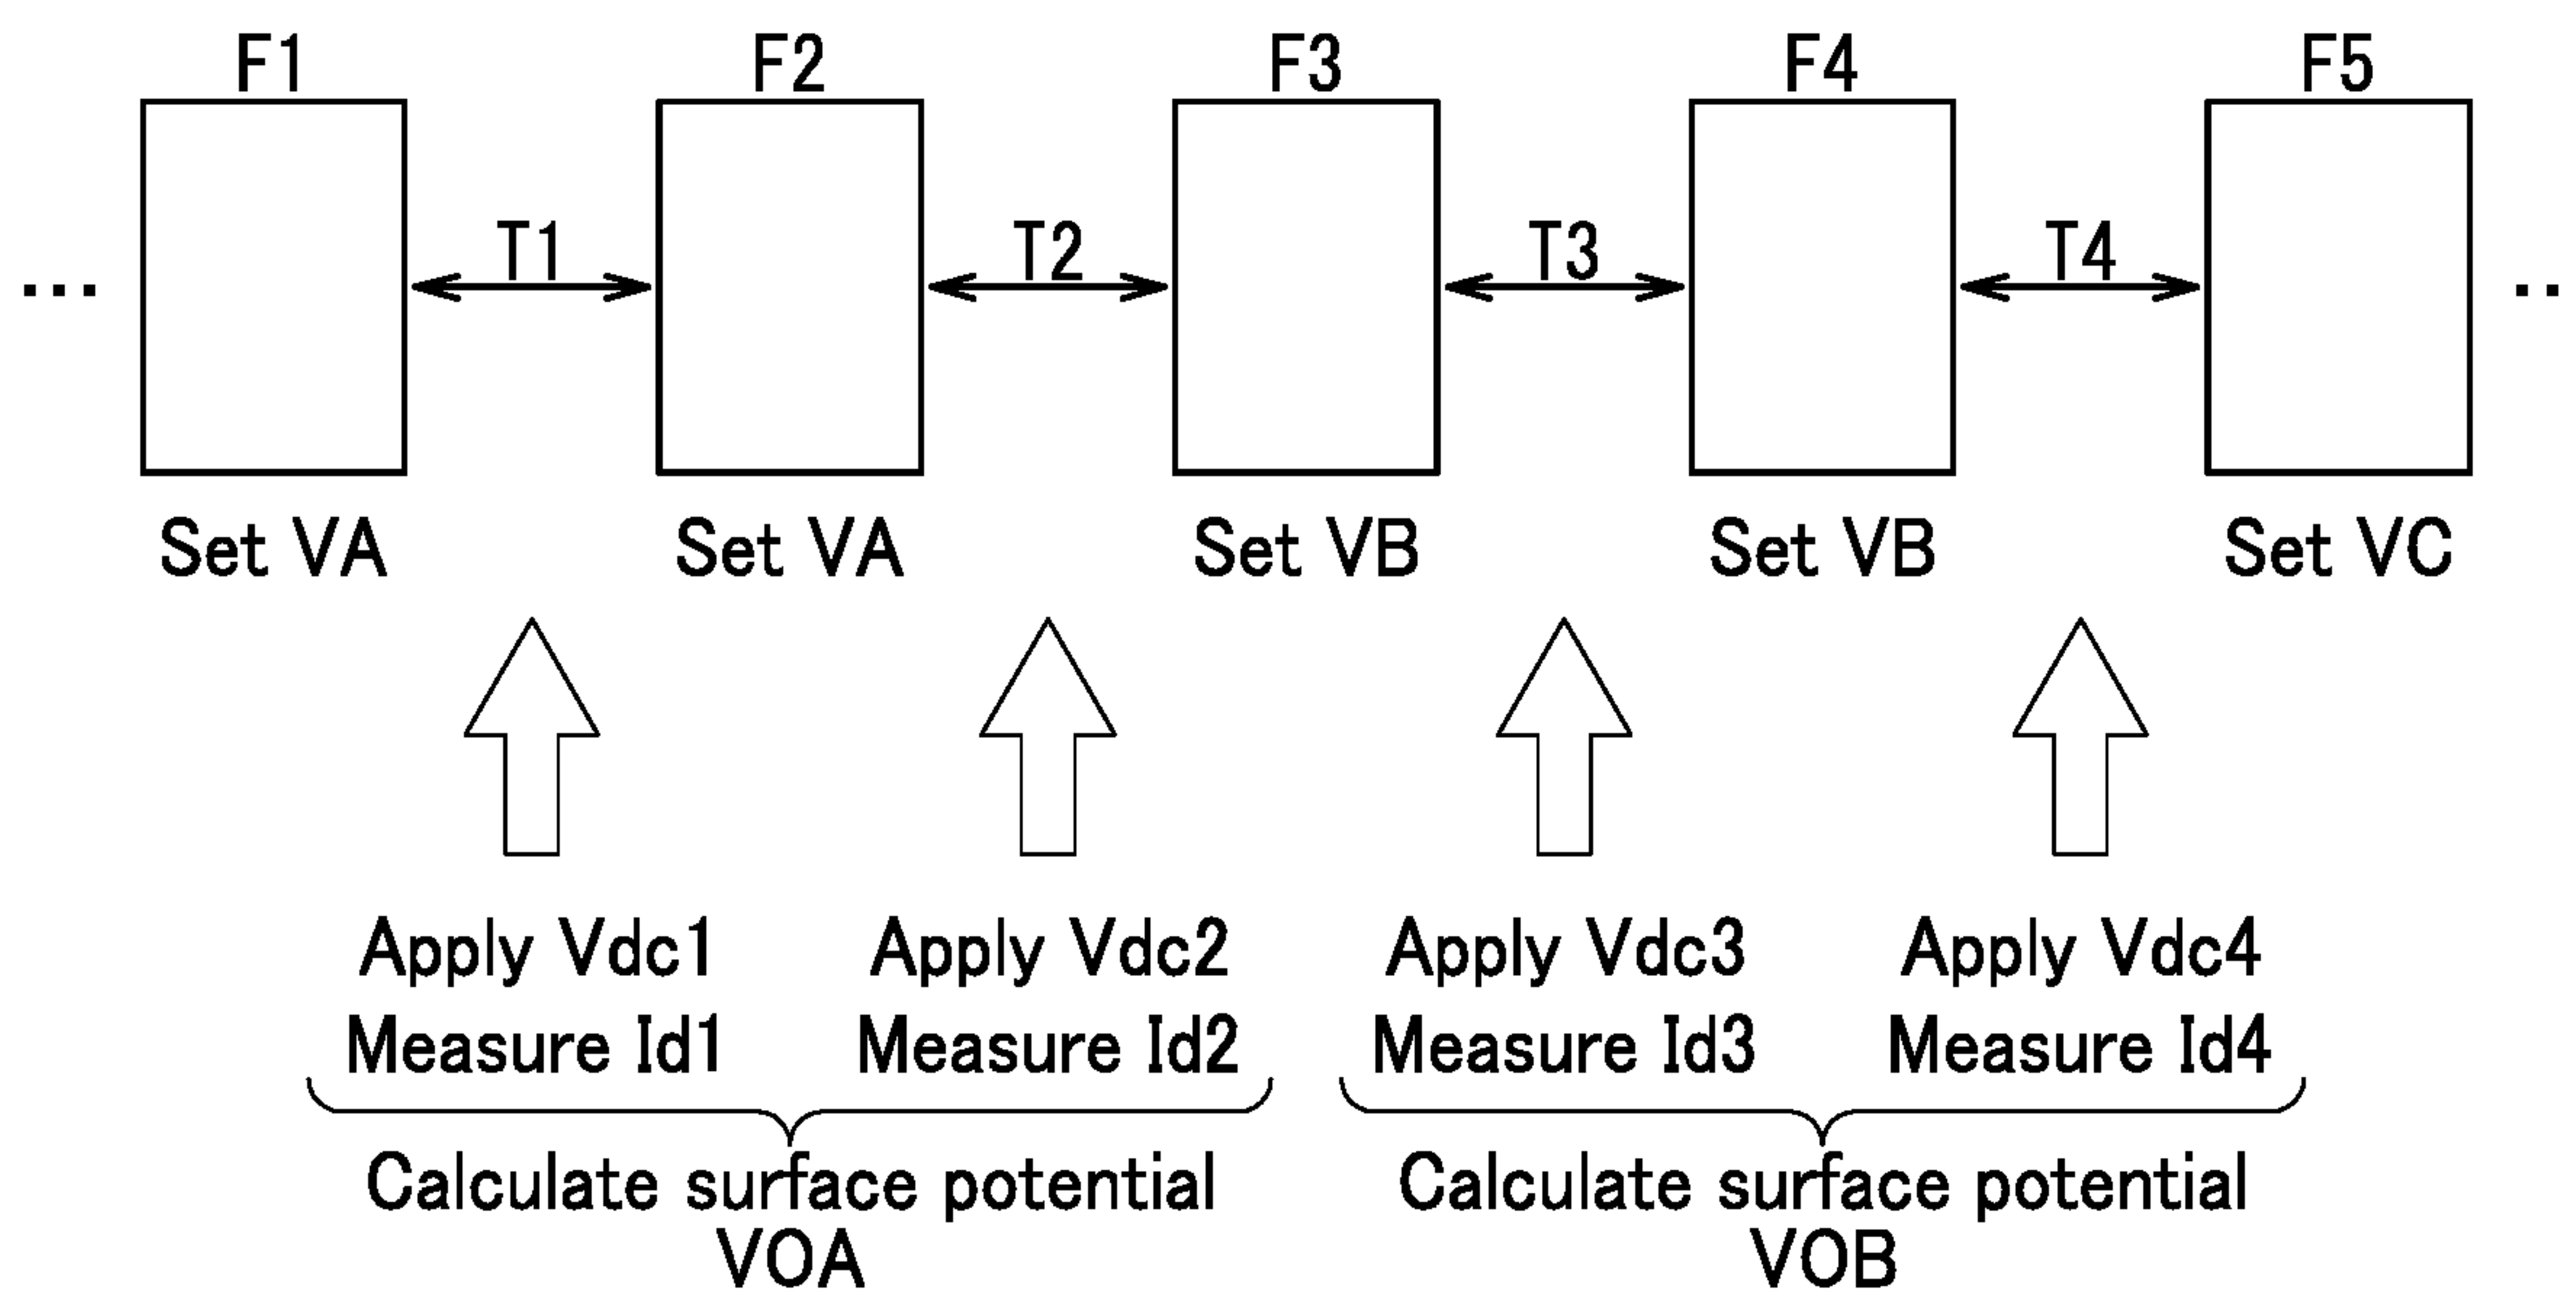 F1 F2 F3 F4 F5
... T1 T2 T3 T4 ..
Set VA Set VA Set VB Set VB Set VC
Apply Vdc1 Apply Vdc2 Apply Vdc3 Apply Vdc4
Measure Id1 Measure Id2 Measure Id3 Measure Id4
Calculate surface potential Calculate surface potential
VOA VOB